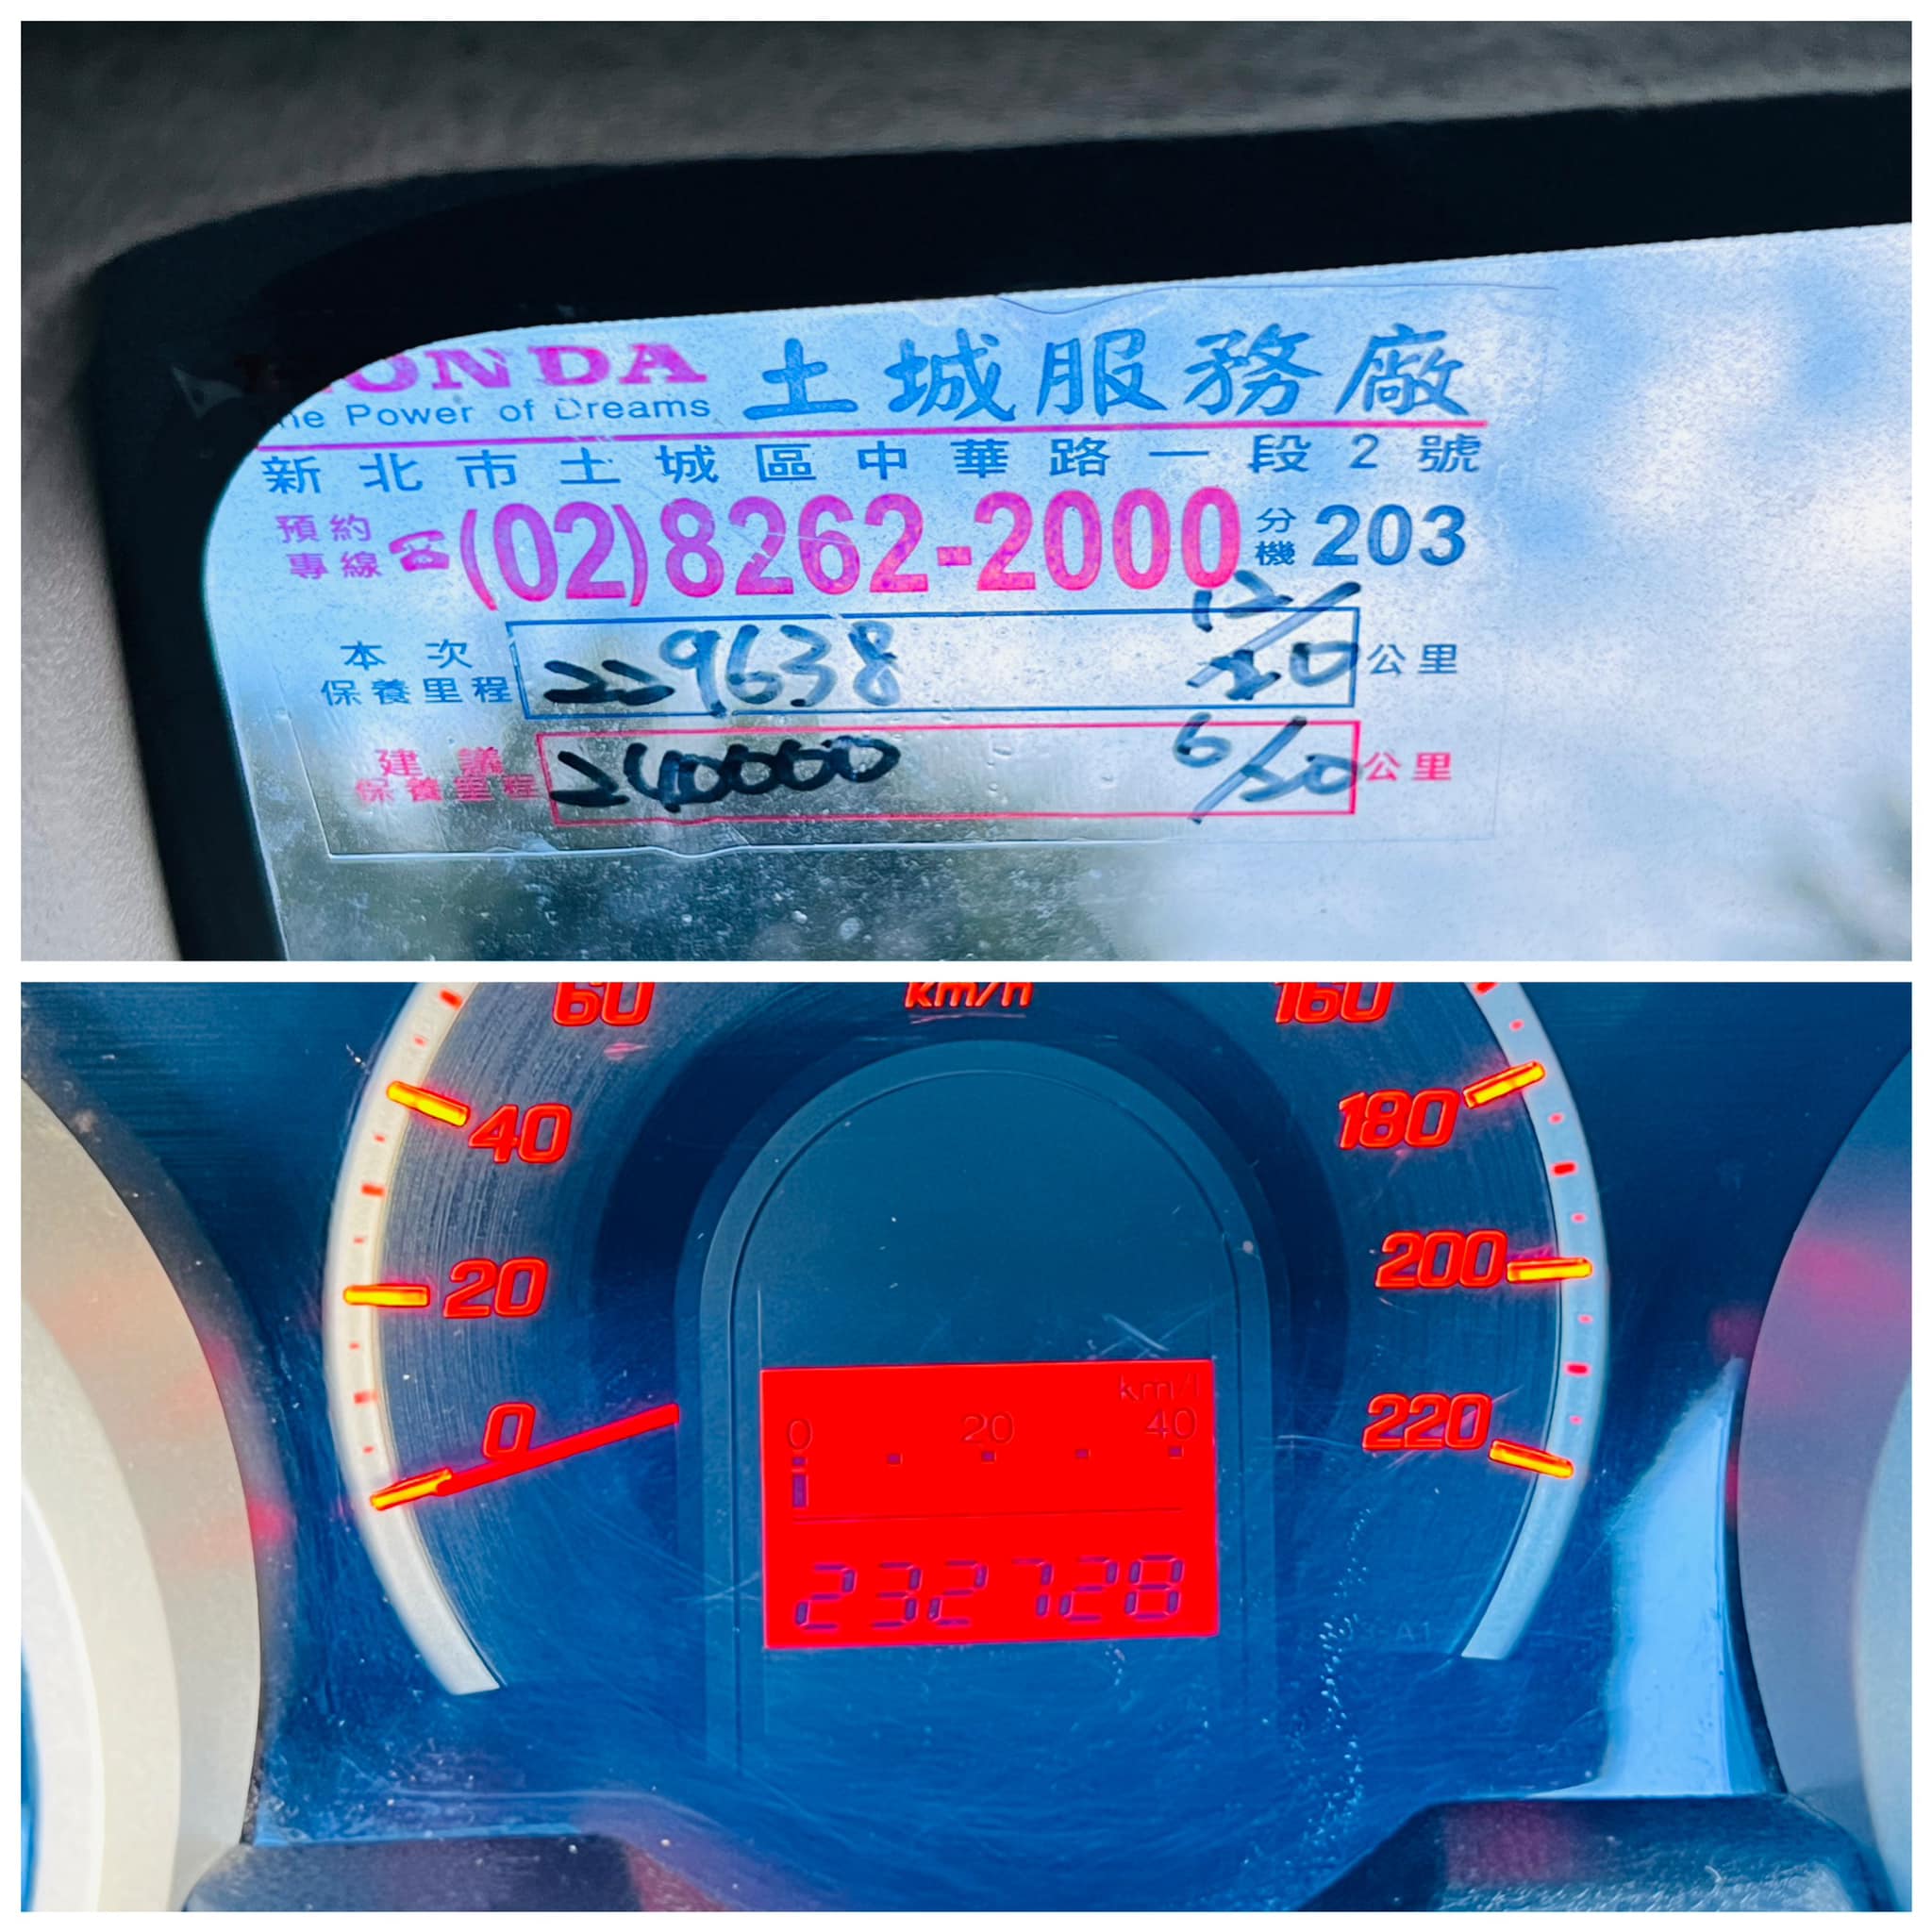 HONDA 土城服務廠
The Power of Dreams
新北市土城區中華路一段2號
預約專線☎(02)8262-2000 分機203
本次保養里程 229638 12/20 公里
建議保養里程 240000 6/20 公里
60 km/h 160
40 180
20 200
0 220
km/l
0 20 40
232728